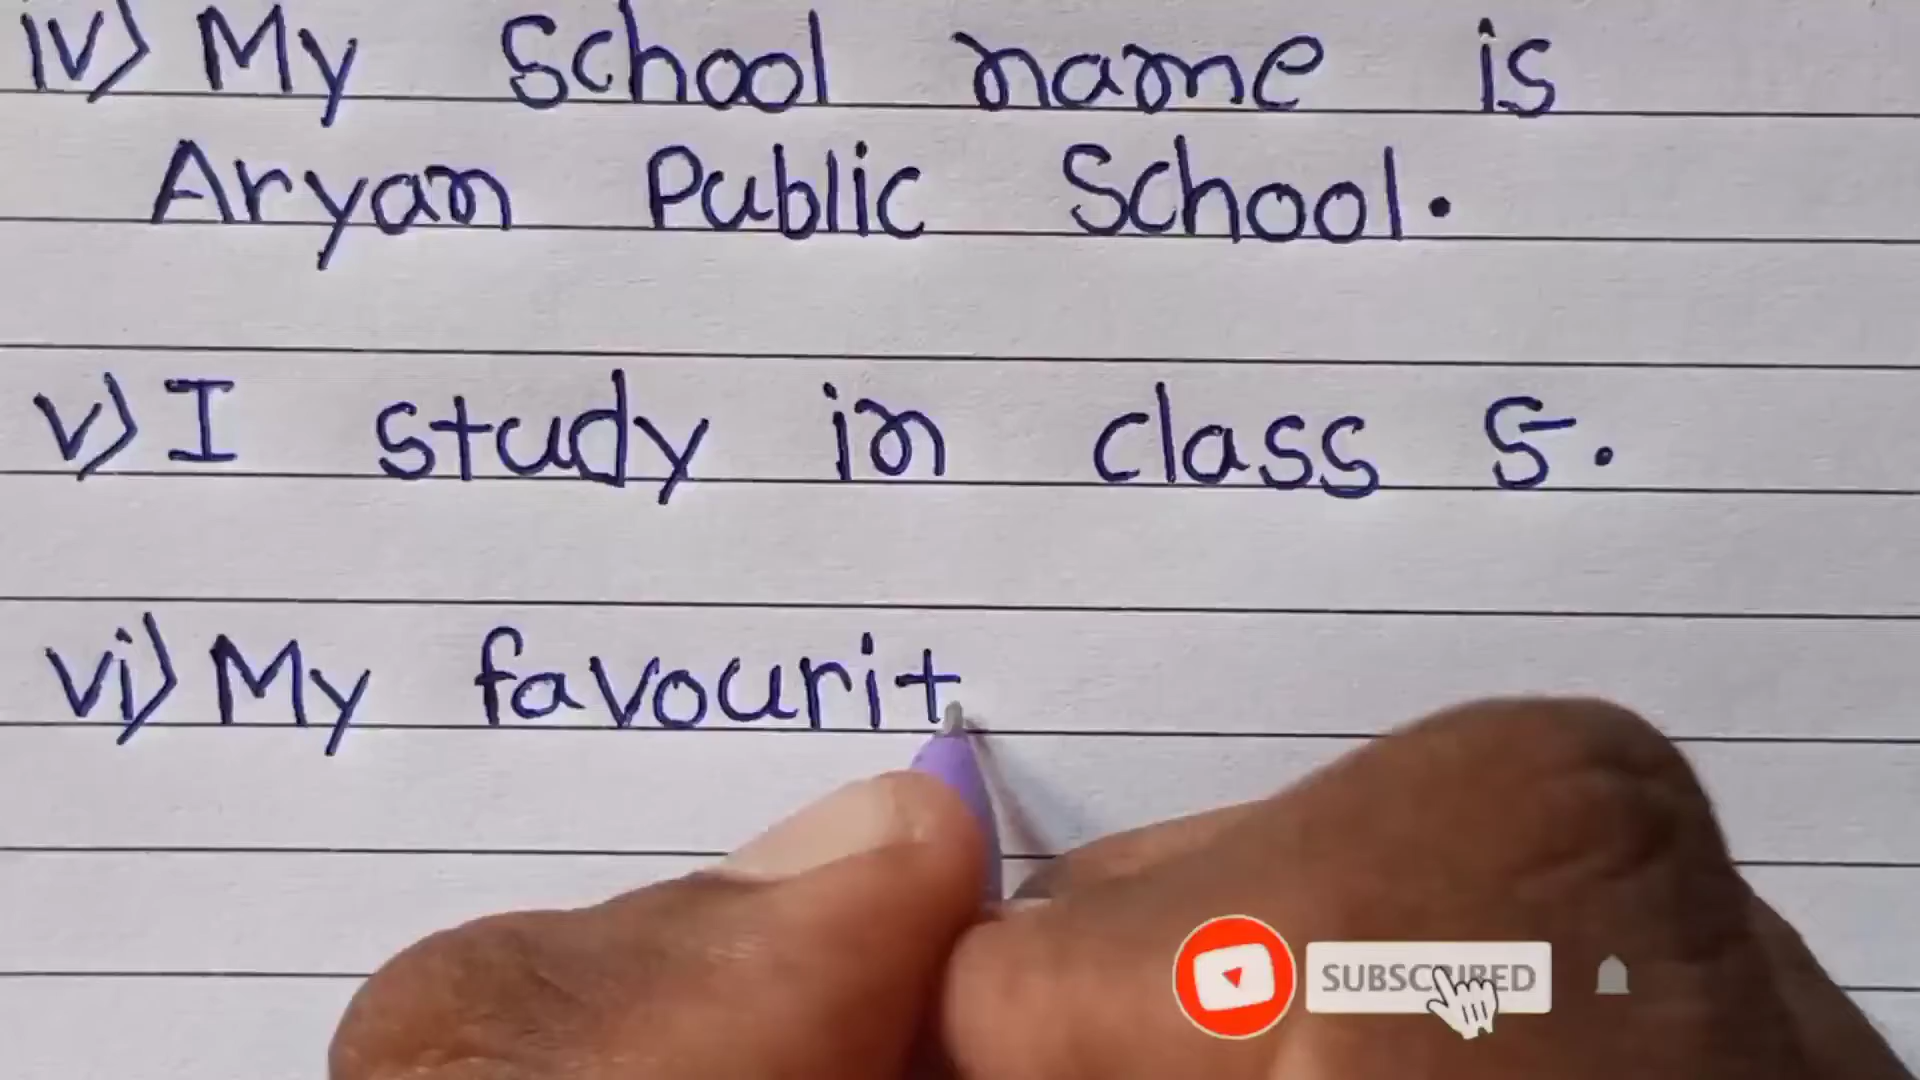 iv) My School name is
Aryan Public School.
v) I study in class 5.
vi) My favourit
SUBSCRIBED